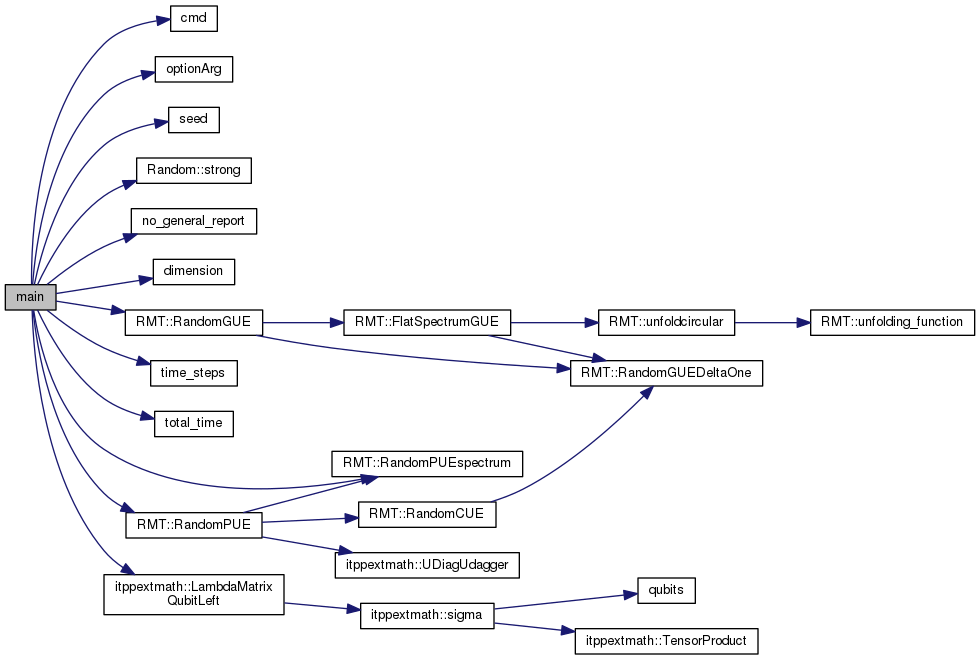 cmd
optionArg
seed
Random::strong
no_general_report
dimension
main
RMT::RandomGUE
RMT::FlatSpectrumGUE
RMT::unfoldcircular
RMT::unfolding_function
time_steps
RMT::RandomGUEDeltaOne
total_time
RMT::RandomPUEspectrum
RMT::RandomCUE
RMT::RandomPUE
itppextmath::UDiagUdagger
itppextmath::LambdaMatrix
QubitLeft
itppextmath::sigma
qubits
itppextmath::TensorProduct